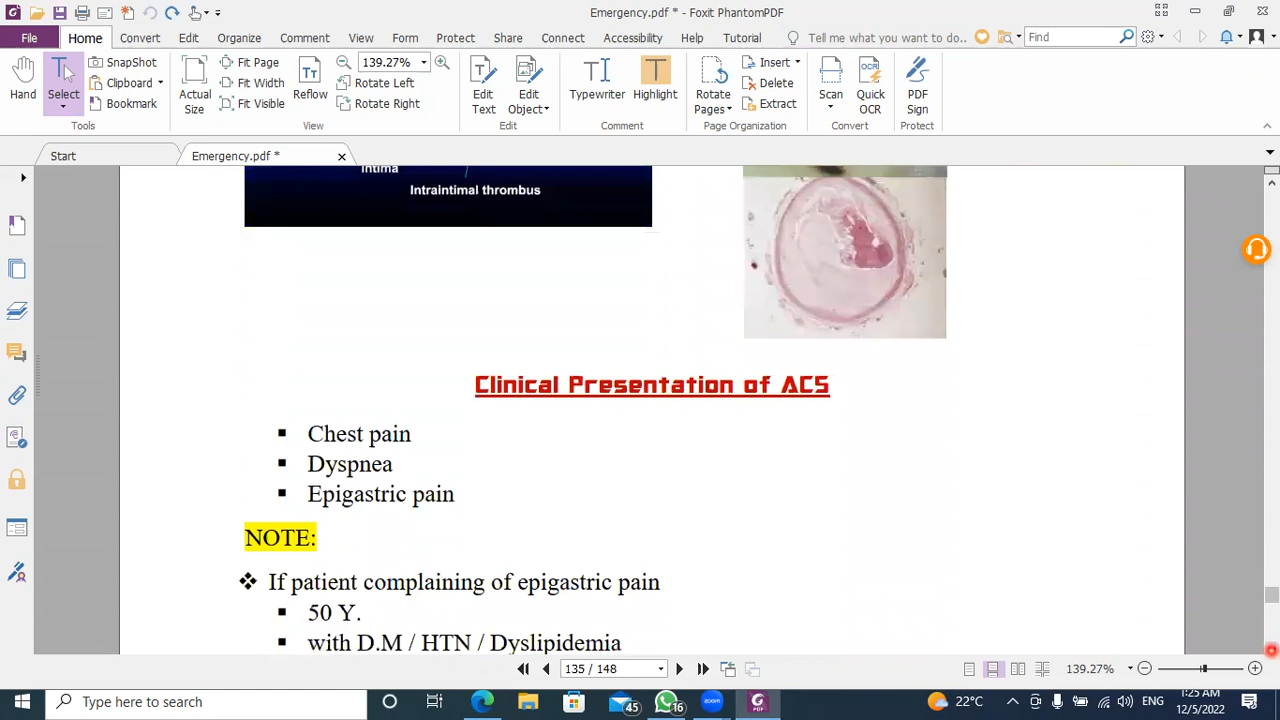 Emergency.pdf * - Foxit PhantomPDF
File Home Convert Edit Organize Comment View Form Protect Share Connect Accessibility Help Tutorial Tell me what you want to do.. Find
Hand
Select
SnapShot
Clipboard
Bookmark
Tools
Actual Size
Fit Page
Fit Width
Fit Visible
Reflow
139.27%
Rotate Left
Rotate Right
View
Edit Text
Edit Object
Edit
Typewriter
Highlight
Comment
Rotate Pages
Insert
Delete
Extract
Page Organization
Scan
Quick OCR
Convert
PDF Sign
Protect
Start
Emergency.pdf *
Intima
Intraintimal thrombus
Clinical Presentation of ACS
▪ Chest pain
▪ Dyspnea
▪ Epigastric pain
NOTE:
❖ If patient complaining of epigastric pain
▪ 50 Y.
▪ with D.M / HTN / Dyslipidemia
135 / 148
139.27%
Type here to search
45
16
zoom
PDF
22°C
ENG
1:25 AM
12/5/2022